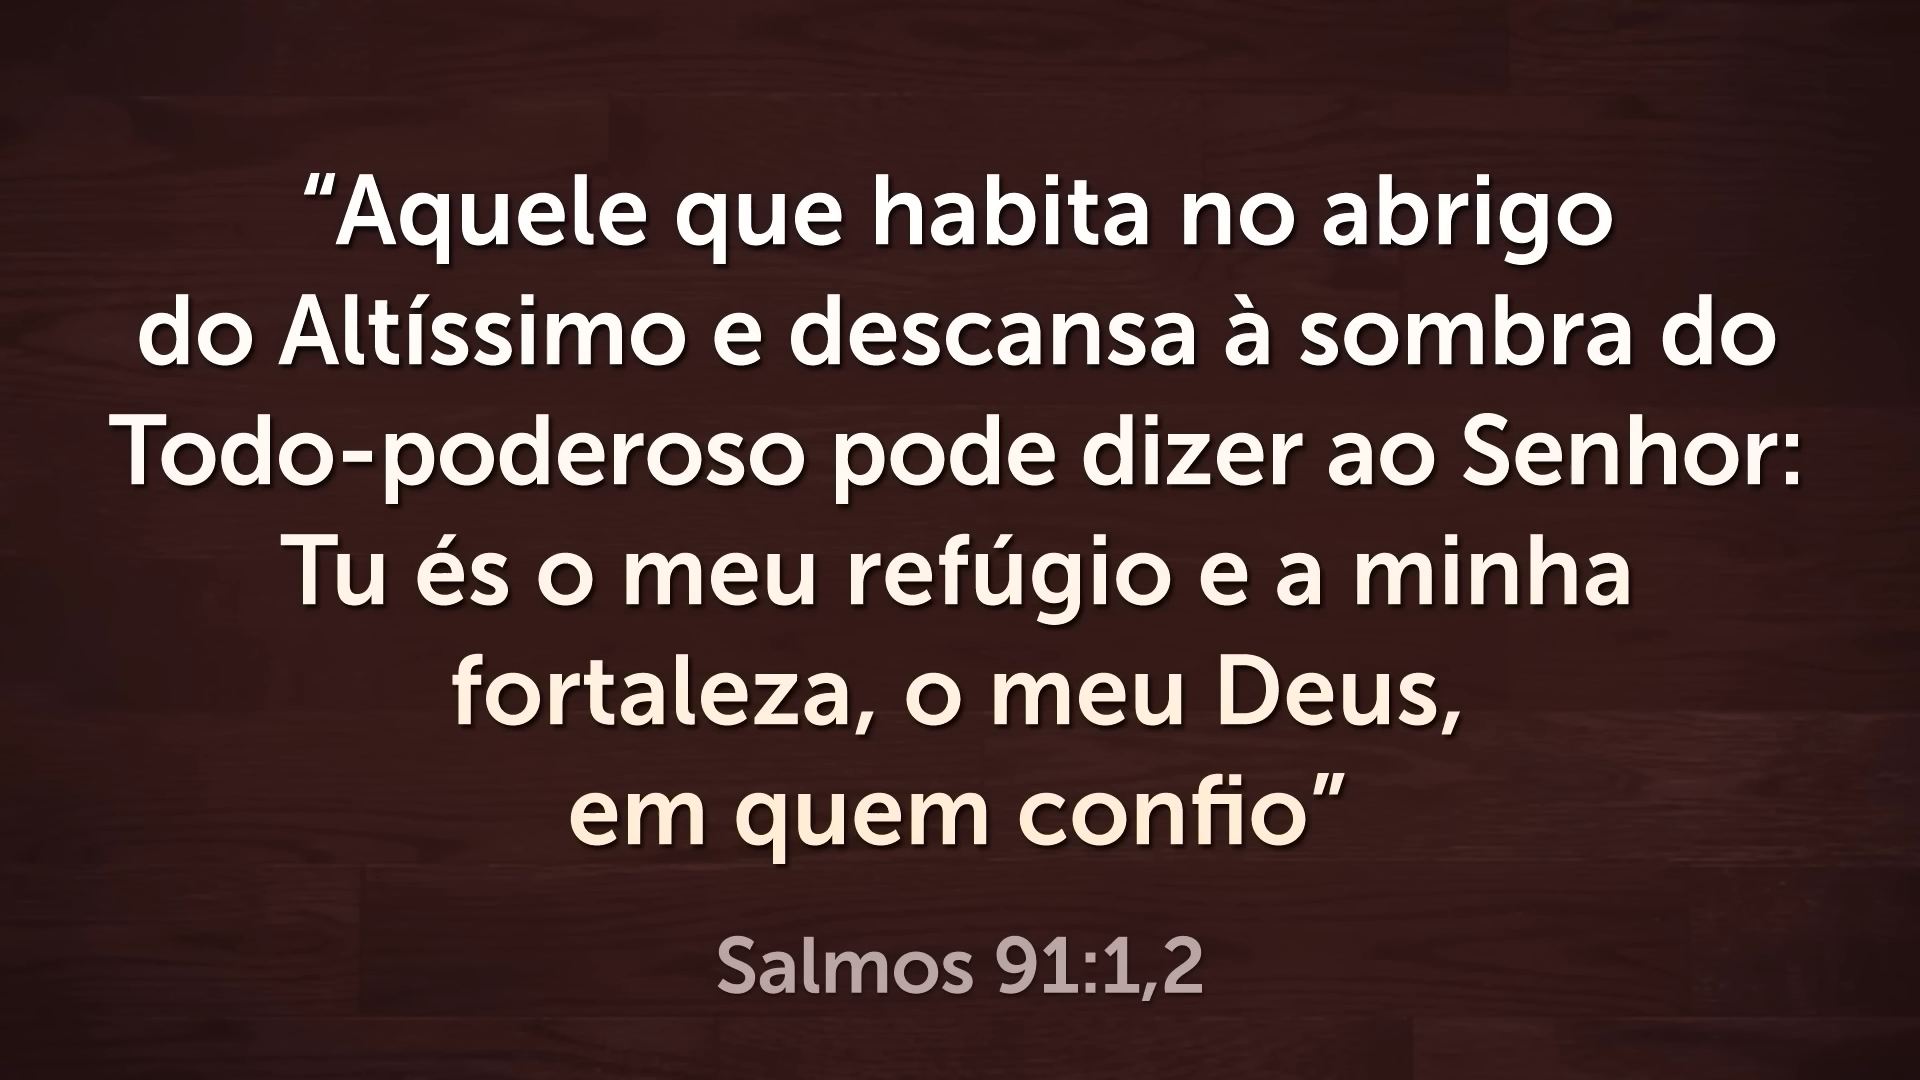 “Aquele que habita no abrigo
do Altíssimo e descansa à sombra do
Todo-poderoso pode dizer ao Senhor:
Tu és o meu refúgio e a minha
fortaleza, o meu Deus,
em quem confio”
Salmos 91:1,2